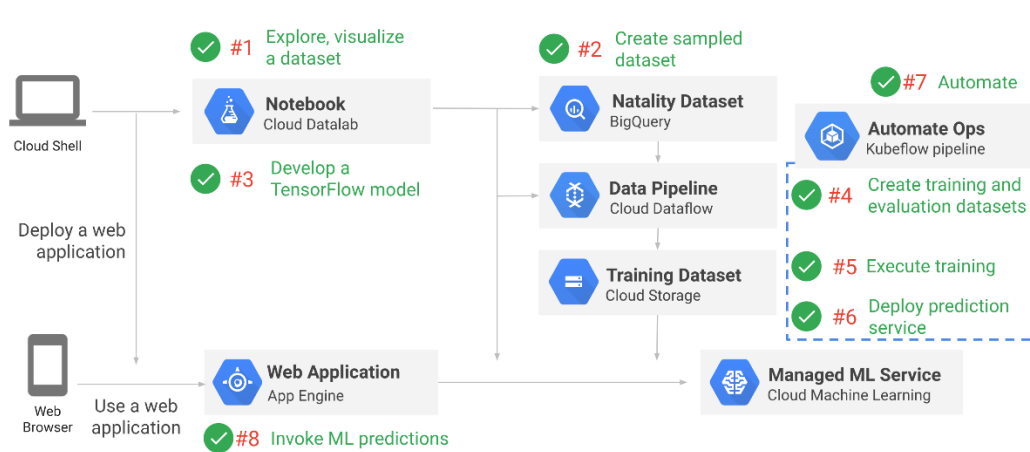 #1 Explore, visualize
a dataset
Notebook
Cloud Datalab
#3 Develop a
TensorFlow model
#2 Create sampled
dataset
Natality Dataset
BigQuery
Data Pipeline
Cloud Dataflow
Training Dataset
Cloud Storage
#7 Automate
Automate Ops
Kubeflow pipeline
#4 Create training and
evaluation datasets
#5 Execute training
#6 Deploy prediction
service
Cloud Shell
Deploy a web
application
Web
Browser
Use a web
application
Web Application
App Engine
#8 Invoke ML predictions
Managed ML Service
Cloud Machine Learning